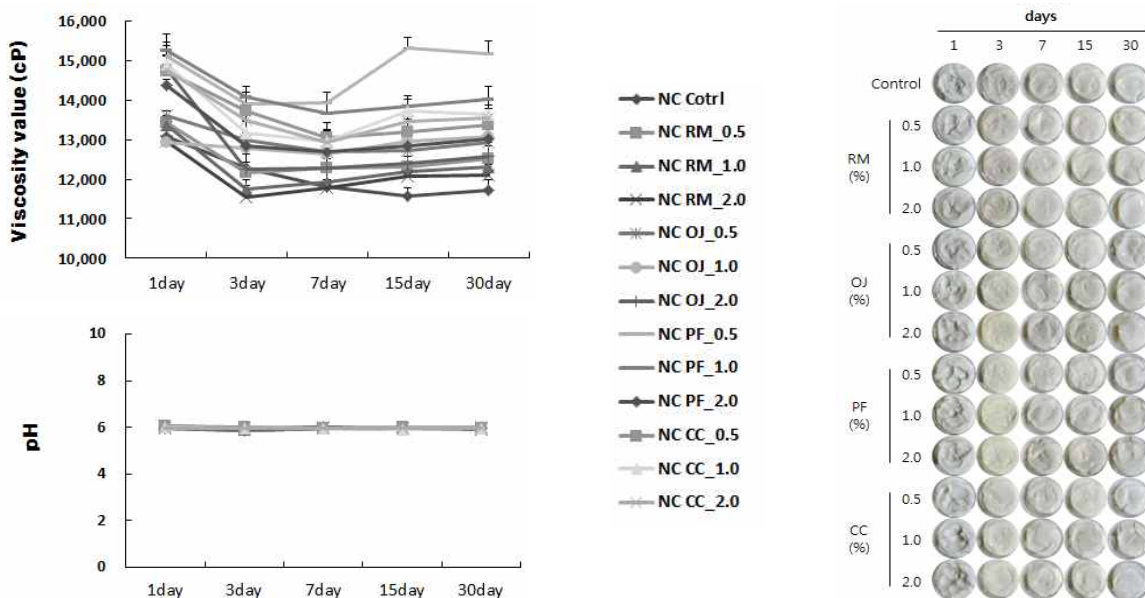 Viscosity value (cP)
16,000
15,000
14,000
13,000
12,000
11,000
10,000
1day 3day 7day 15day 30day
pH
10
8
6
4
2
0
1day 3day 7day 15day 30day
NC Cotrl
NC RM_0.5
NC RM_1.0
NC RM_2.0
NC OJ_0.5
NC OJ_1.0
NC OJ_2.0
NC PF_0.5
NC PF_1.0
NC PF_2.0
NC CC_0.5
NC CC_1.0
NC CC_2.0
days
1 3 7 15 30
Control
RM
(%)
0.5
1.0
2.0
OJ
(%)
0.5
1.0
2.0
PF
(%)
0.5
1.0
2.0
CC
(%)
0.5
1.0
2.0